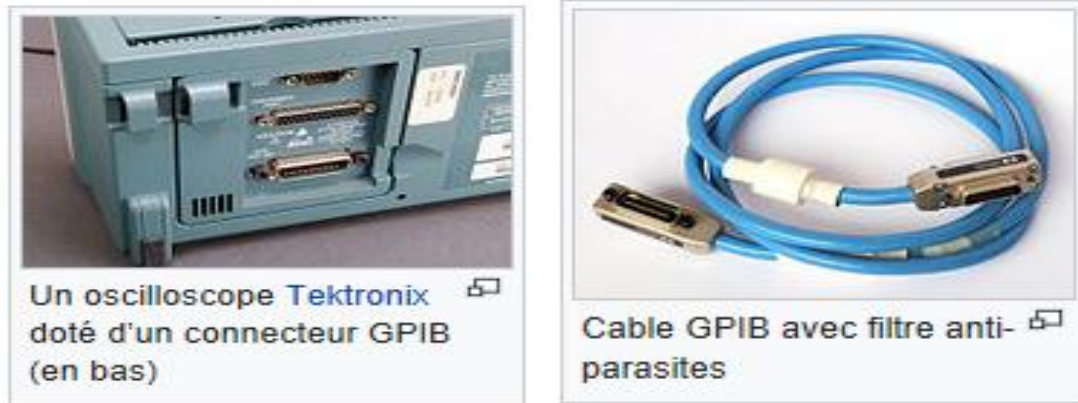 Un oscilloscope Tektronix
doté d'un connecteur GPIB
(en bas)
Cable GPIB avec filtre anti-
parasites